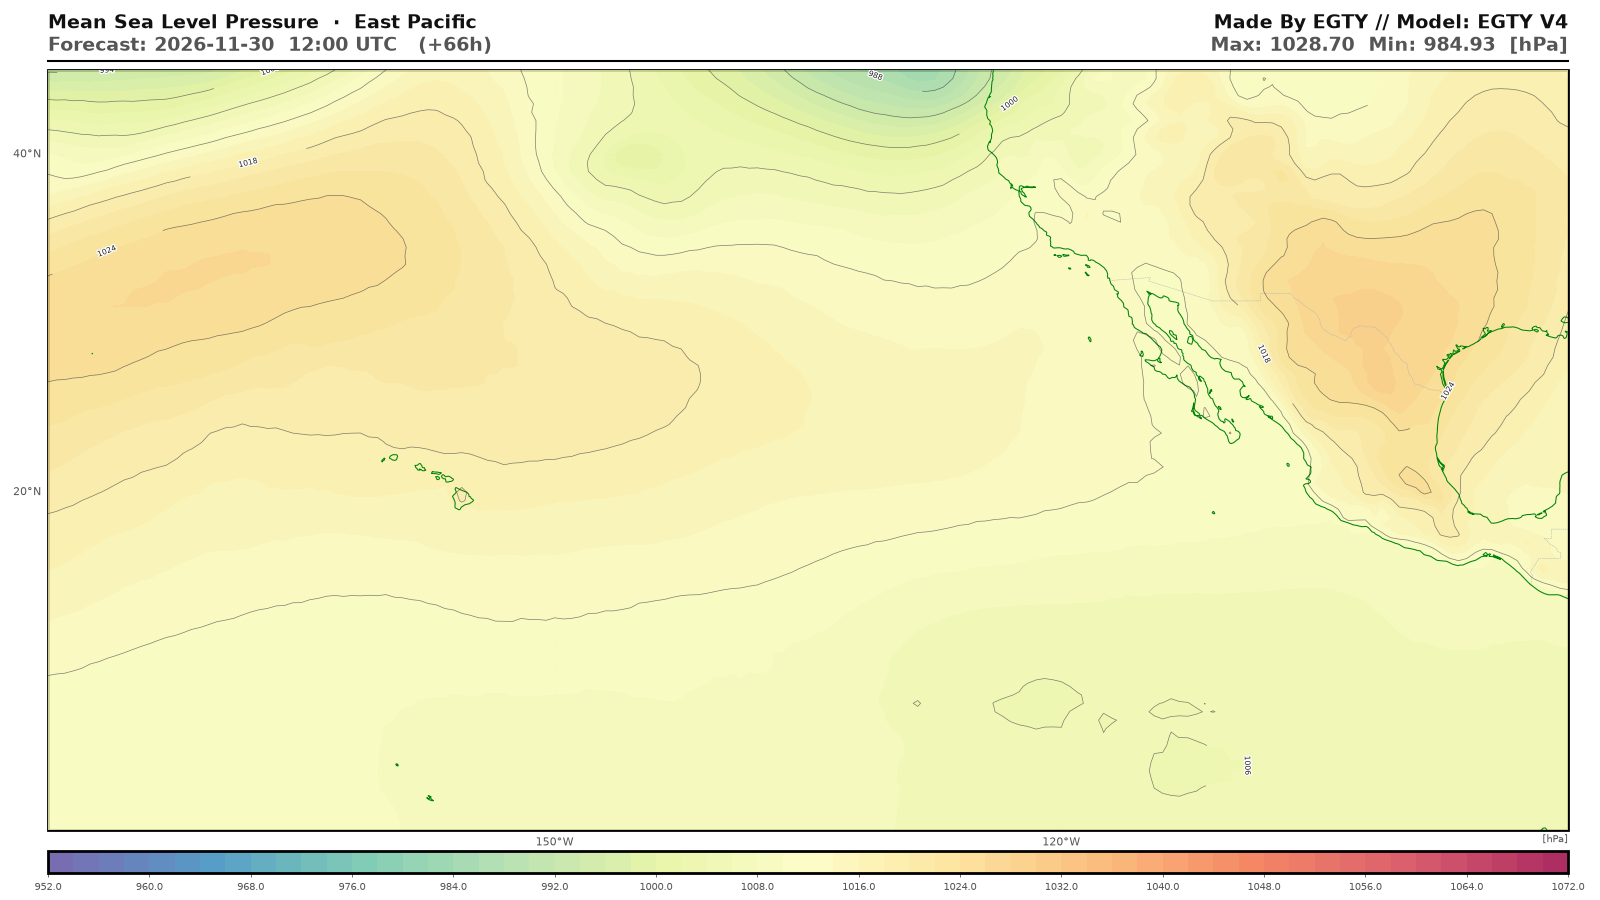 Mean Sea Level Pressure · East Pacific
Made By EGTY // Model: EGTY V4
Forecast: 2026-11-30 12:00 UTC (+66h)
Max: 1028.70 Min: 984.93 [hPa]
988
1000
40°N
1018
1024
1018
1024
20°N
1006
150°W
120°W
[hPa]
952.0 960.0 968.0 976.0 984.0 992.0 1000.0 1008.0 1016.0 1024.0 1032.0 1040.0 1048.0 1056.0 1064.0 1072.0